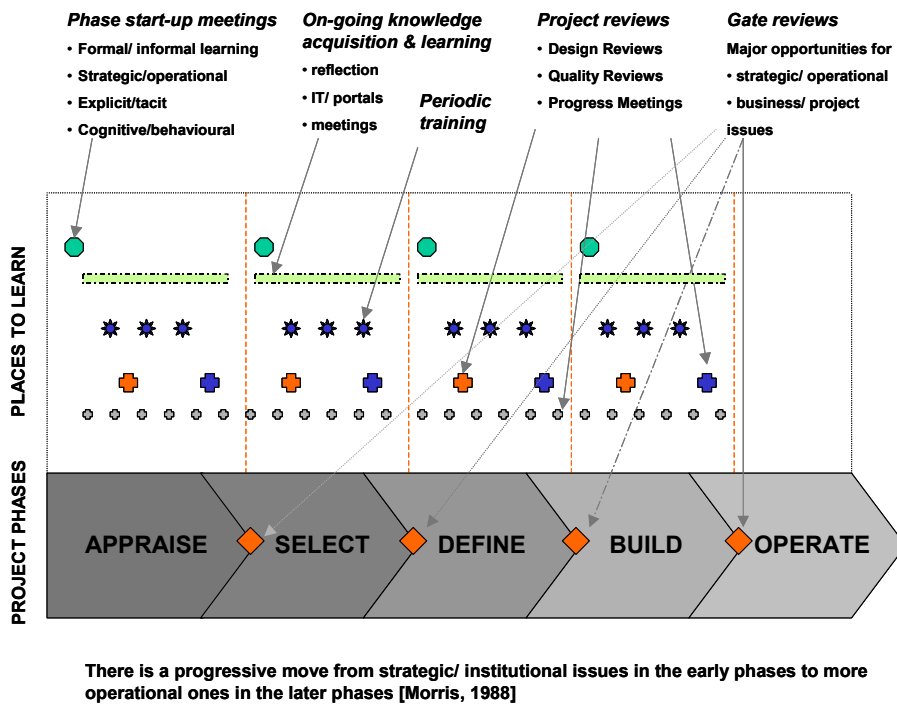 Phase start-up meetings
• Formal/ informal learning
• Strategic/operational
• Explicit/tacit
• Cognitive/behavioural
On-going knowledge
acquisition & learning
• reflection
• IT/ portals
• meetings
Periodic
training
Project reviews
• Design Reviews
• Quality Reviews
• Progress Meetings
Gate reviews
Major opportunities for
• strategic/ operational
• business/ project
issues
PLACES TO LEARN
PROJECT PHASES
APPRAISE
SELECT
DEFINE
BUILD
OPERATE
There is a progressive move from strategic/ institutional issues in the early phases to more
operational ones in the later phases [Morris, 1988]